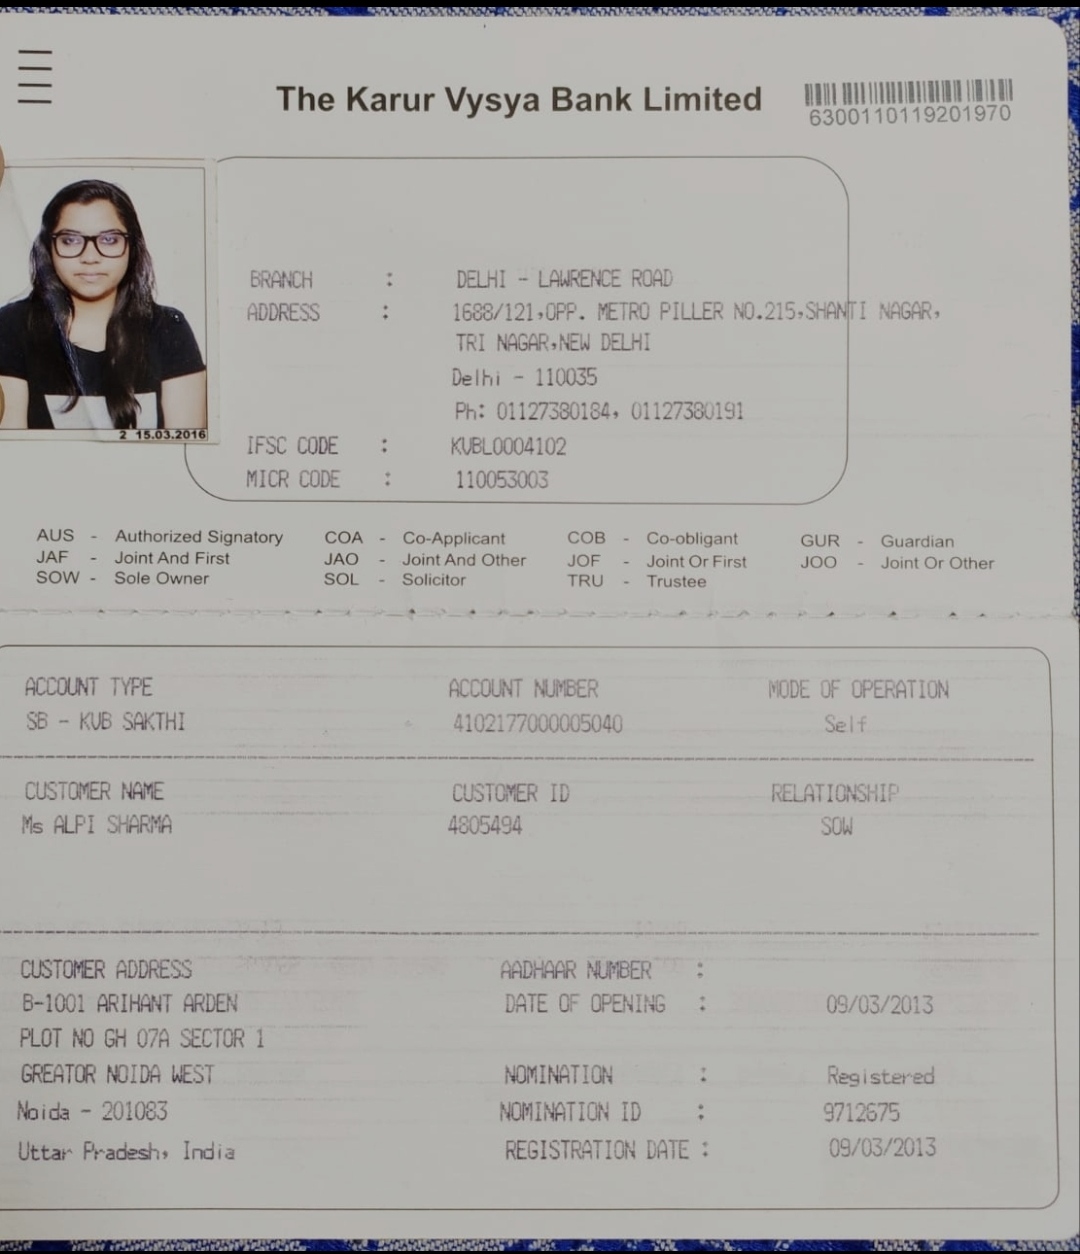 The Karur Vysya Bank Limited
6300110119201970
BRANCH : DELHI - LAWRENCE ROAD
ADDRESS : 1688/121,OPP. METRO PILLER NO.215,SHANTI NAGAR,
TRI NAGAR,NEW DELHI
Delhi - 110035
Ph: 01127380184, 01127380191
2 15.03.2016
IFSC CODE : KVBL0004102
MICR CODE : 110053003
AUS - Authorized Signatory COA - Co-Applicant COB - Co-obligant GUR - Guardian
JAF - Joint And First JAO - Joint And Other JOF - Joint Or First JOO - Joint Or Other
SOW - Sole Owner SOL - Solicitor TRU - Trustee
ACCOUNT TYPE ACCOUNT NUMBER MODE OF OPERATION
SB - KVB SAKTHI 4102177000005040 Self
CUSTOMER NAME CUSTOMER ID RELATIONSHIP
Ms ALPI SHARMA 4805494 SOW
CUSTOMER ADDRESS AADHAAR NUMBER :
B-1001 ARIHANT ARDEN DATE OF OPENING : 09/03/2013
PLOT NO GH 07A SECTOR 1
GREATOR NOIDA WEST NOMINATION : Registered
Noida - 201083 NOMINATION ID : 9712675
Uttar Pradesh, India REGISTRATION DATE : 09/03/2013